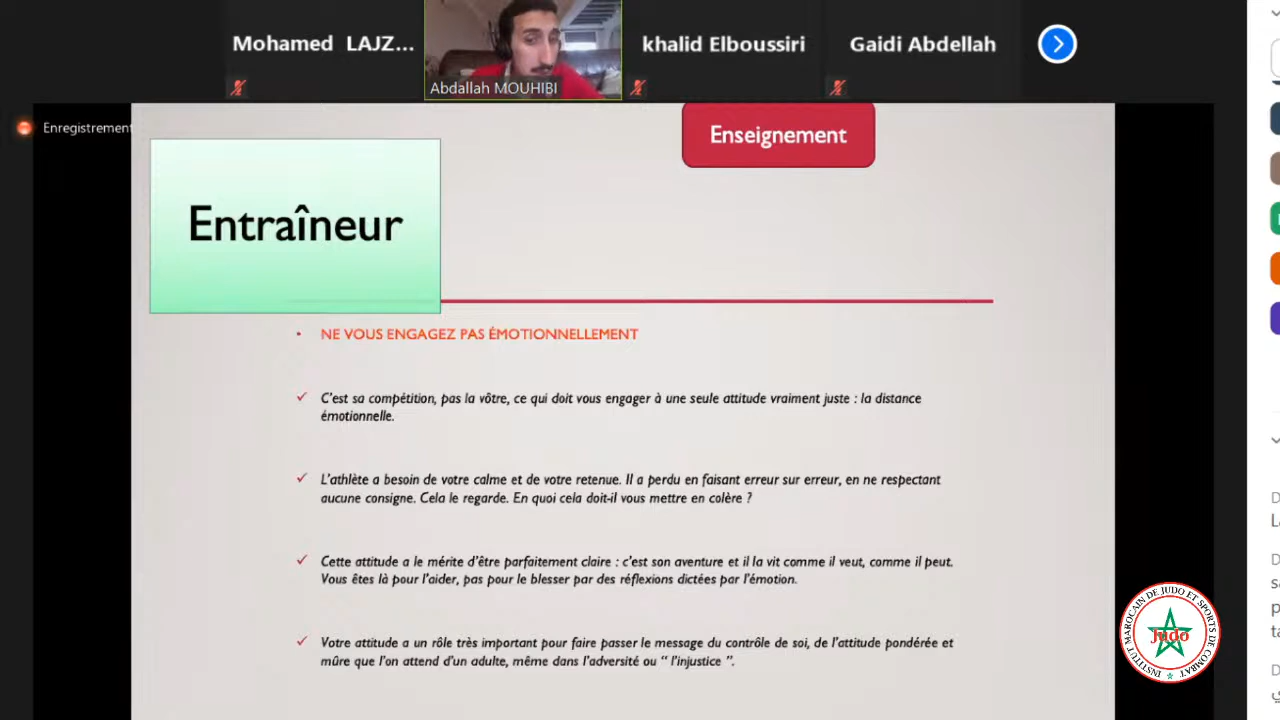 Mohamed LAJZ...
khalid Elboussiri
Gaidi Abdellah
Abdallah MOUHIBI
Enregistrement
Enseignement
Entraîneur
• NE VOUS ENGAGEZ PAS ÉMOTIONNELLEMENT
✓ C'est sa compétition, pas la vôtre, ce qui doit vous engager à une seule attitude vraiment juste : la distance
émotionnelle.
✓ L'athlète a besoin de votre calme et de votre retenue. Il a perdu en faisant erreur sur erreur, en ne respectant
aucune consigne. Cela le regarde. En quoi cela doit-il vous mettre en colère ?
✓ Cette attitude a le mérite d'être parfaitement claire : c'est son aventure et il la vit comme il veut, comme il peut.
Vous êtes là pour l'aider, pas pour le blesser par des réflexions dictées par l'émotion.
✓ Votre attitude a un rôle très important pour faire passer le message du contrôle de soi, de l'attitude pondérée et
mûre que l'on attend d'un adulte, même dans l'adversité ou “ l'injustice ”.
INSTITUT MAROCAIN DE JUDO ET SPORTS DE COMBAT
Judo